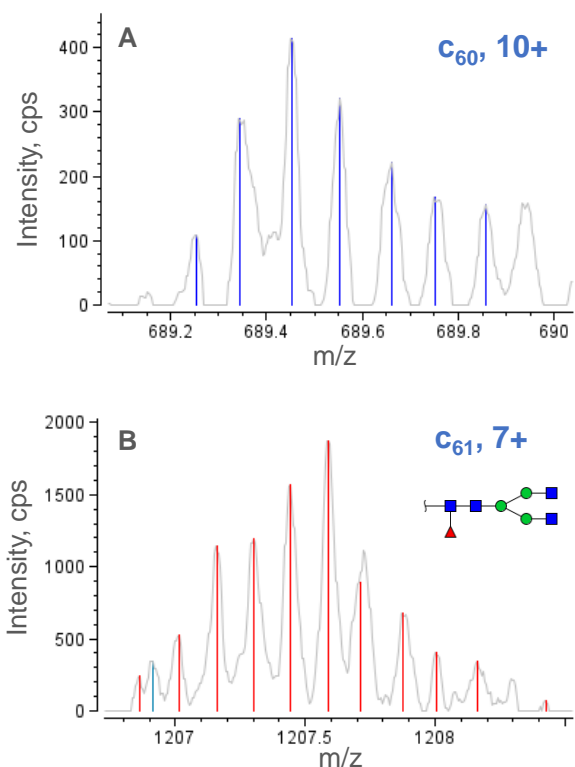 A
c60, 10+
Intensity, cps
400
300
200
100
0
689.2 689.4 689.6 689.8 690
m/z
B
c61, 7+
Intensity, cps
2000
1500
1000
500
0
1207 1207.5 1208
m/z